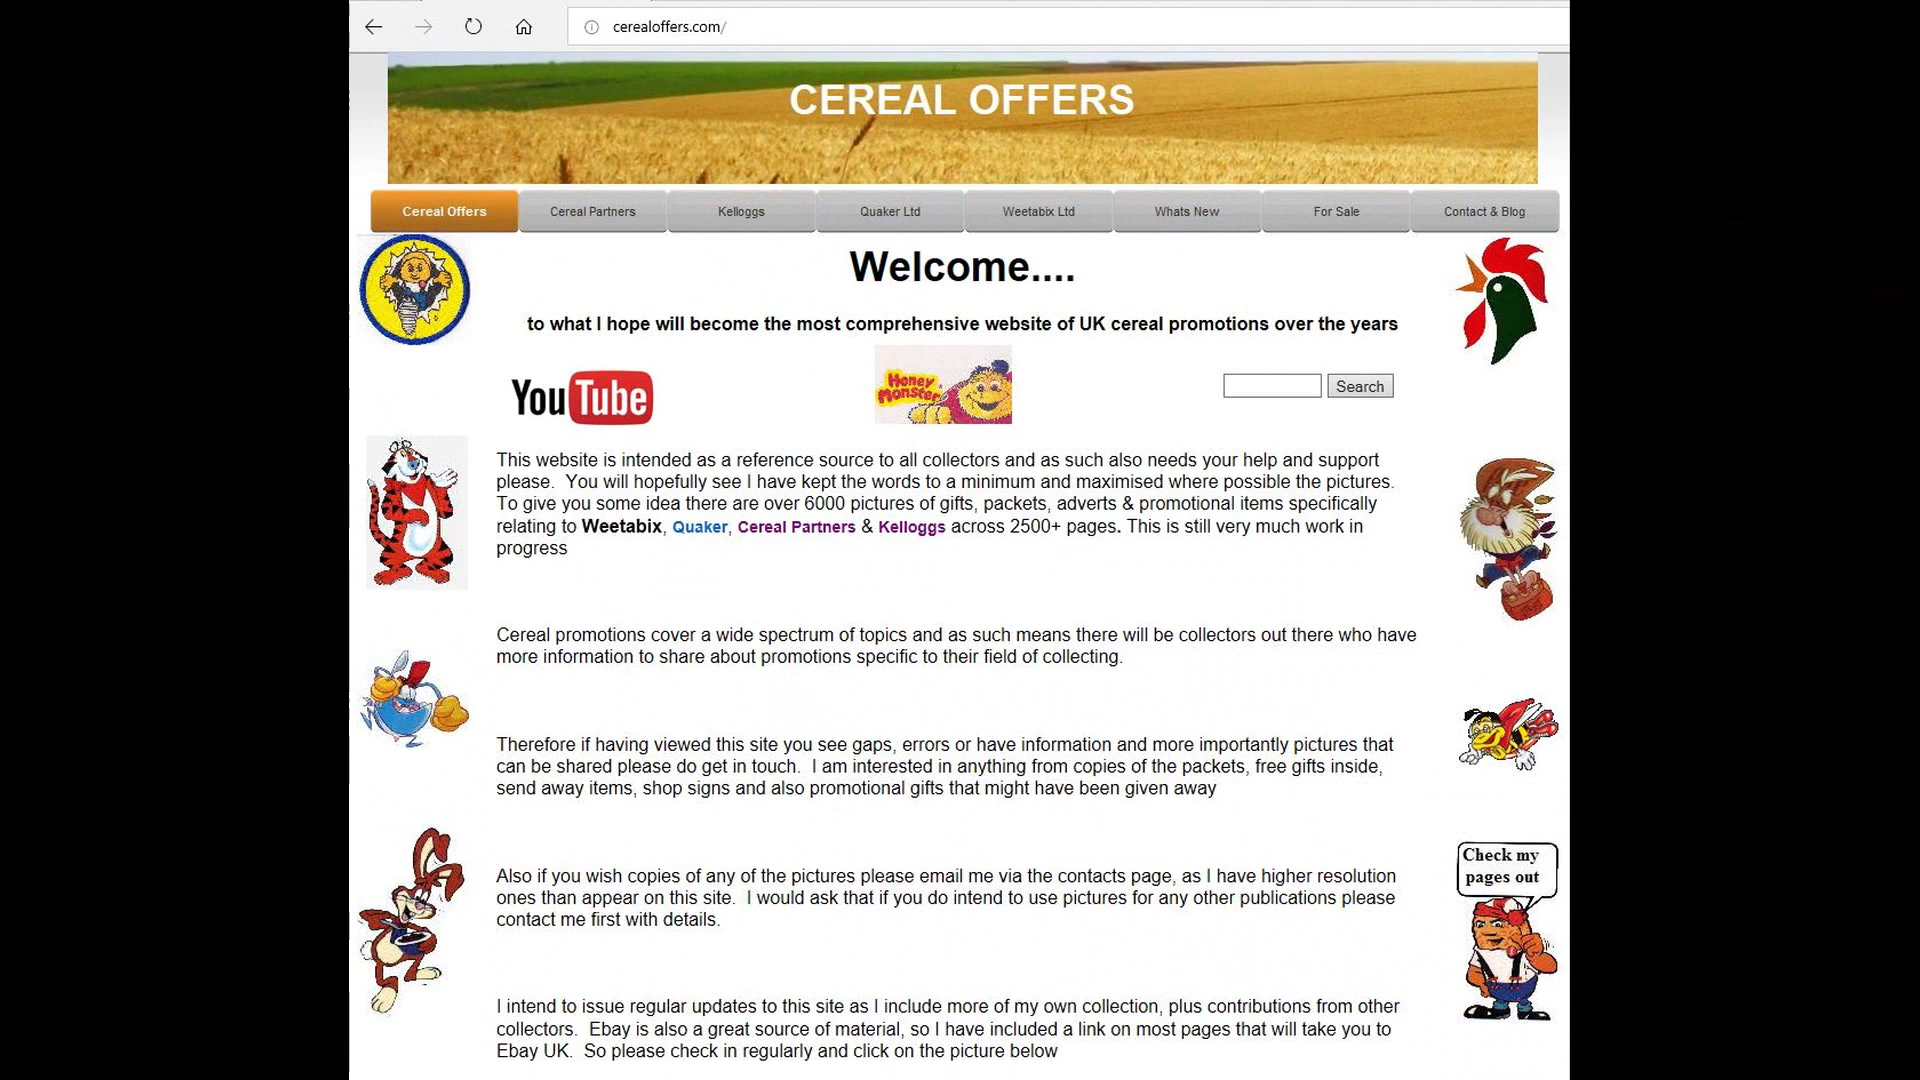 cerealoffers.com/
CEREAL OFFERS
Cereal Offers
Cereal Partners
Kelloggs
Quaker Ltd
Weetabix Ltd
Whats New
For Sale
Contact & Blog
Welcome....
to what I hope will become the most comprehensive website of UK cereal promotions over the years
YouTube
Honey
Monster
Search
This website is intended as a reference source to all collectors and as such also needs your help and support
please.  You will hopefully see I have kept the words to a minimum and maximised where possible the pictures.
To give you some idea there are over 6000 pictures of gifts, packets, adverts & promotional items specifically
relating to Weetabix, Quaker, Cereal Partners & Kelloggs across 2500+ pages. This is still very much work in
progress
Cereal promotions cover a wide spectrum of topics and as such means there will be collectors out there who have
more information to share about promotions specific to their field of collecting.
Therefore if having viewed this site you see gaps, errors or have information and more importantly pictures that
can be shared please do get in touch.  I am interested in anything from copies of the packets, free gifts inside,
send away items, shop signs and also promotional gifts that might have been given away
Check my
pages out
Also if you wish copies of any of the pictures please email me via the contacts page, as I have higher resolution
ones than appear on this site.  I would ask that if you do intend to use pictures for any other publications please
contact me first with details.
I intend to issue regular updates to this site as I include more of my own collection, plus contributions from other
collectors.  Ebay is also a great source of material, so I have included a link on most pages that will take you to
Ebay UK.  So please check in regularly and click on the picture below